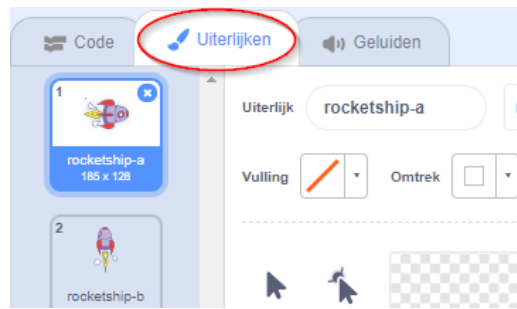 Code
Uiterlijken
Geluiden
1
rocketship-a
185 x 128
2
rocketship-b
Uiterlijk
rocketship-a
Vulling
Omtrek